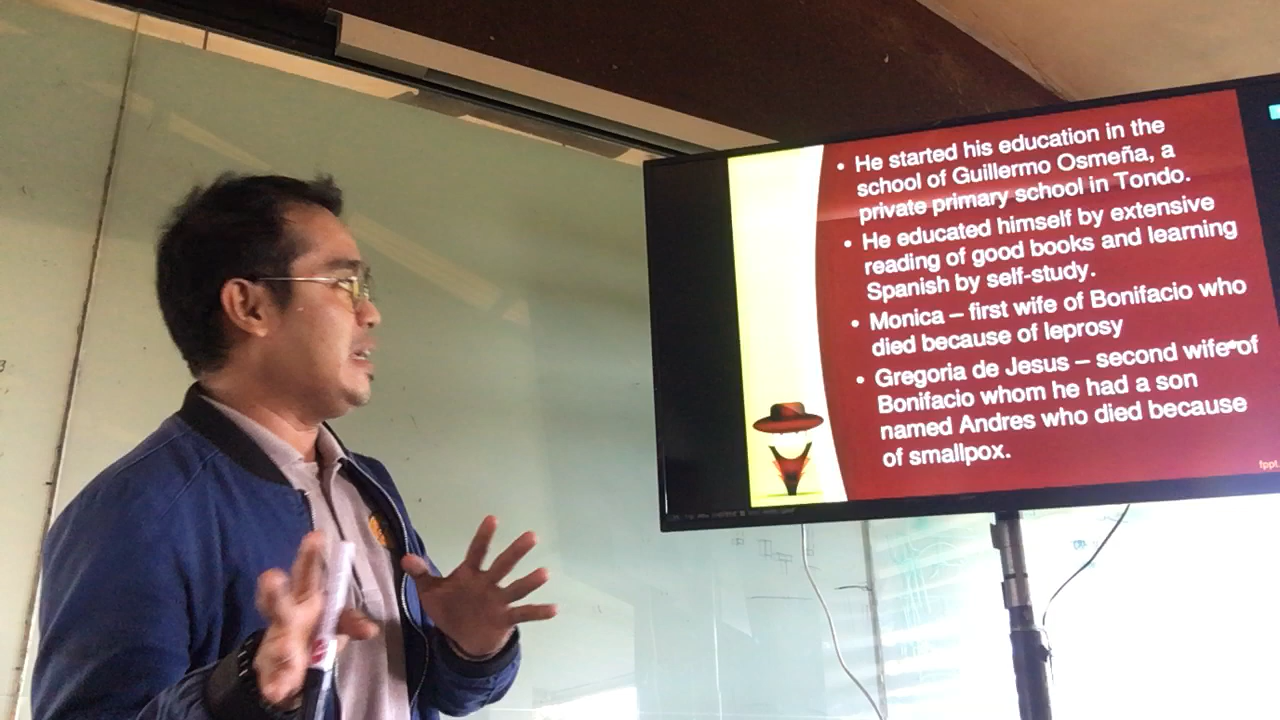 • He started his education in the
school of Guillermo Osmeña, a
private primary school in Tondo.
• He educated himself by extensive
reading of good books and learning
Spanish by self-study.
• Monica – first wife of Bonifacio who
died because of leprosy
• Gregoria de Jesus – second wife of
Bonifacio whom he had a son
named Andres who died because
of smallpox.
fppt.